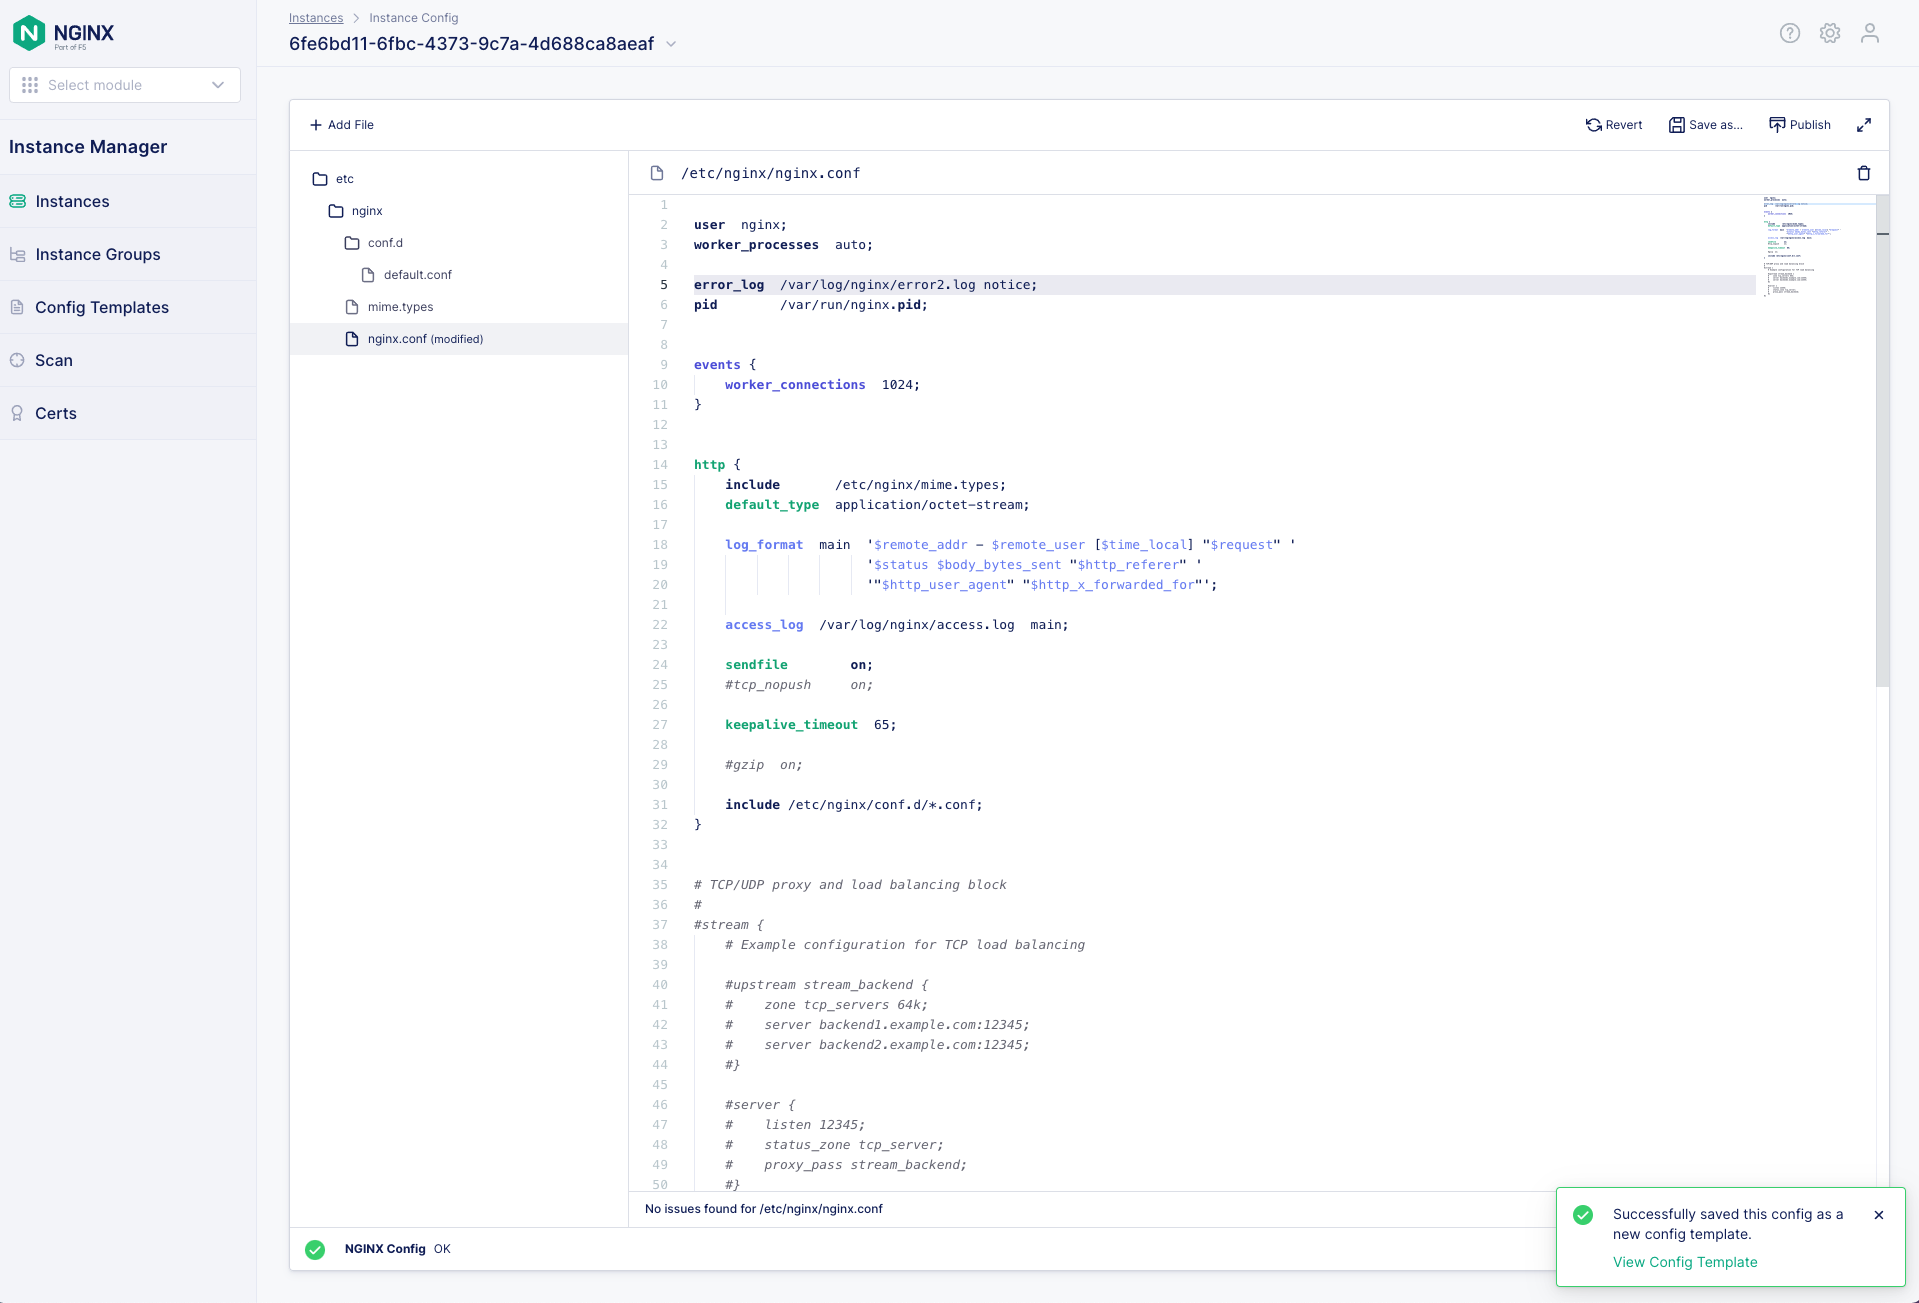 NGINX
Part of F5
Select module
Instance Manager
Instances
Instance Groups
Config Templates
Scan
Certs
Instances > Instance Config
6fe6bd11-6fbc-4373-9c7a-4d688ca8aeaf
+ Add File
Revert
Save as...
Publish
etc
nginx
conf.d
default.conf
mime.types
nginx.conf (modified)
/etc/nginx/nginx.conf
1
2 user  nginx;
3 worker_processes  auto;
4
5 error_log  /var/log/nginx/error2.log notice;
6 pid        /var/run/nginx.pid;
7
8
9 events {
10     worker_connections  1024;
11 }
12
13
14 http {
15     include       /etc/nginx/mime.types;
16     default_type  application/octet-stream;
17
18     log_format  main  '$remote_addr - $remote_user [$time_local] "$request" '
19                       '$status $body_bytes_sent "$http_referer" '
20                       '"$http_user_agent" "$http_x_forwarded_for"';
21
22     access_log  /var/log/nginx/access.log  main;
23
24     sendfile        on;
25     #tcp_nopush     on;
26
27     keepalive_timeout  65;
28
29     #gzip  on;
30
31     include /etc/nginx/conf.d/*.conf;
32 }
33
34
35 # TCP/UDP proxy and load balancing block
36 #
37 #stream {
38     # Example configuration for TCP load balancing
39
40     #upstream stream_backend {
41     #    zone tcp_servers 64k;
42     #    server backend1.example.com:12345;
43     #    server backend2.example.com:12345;
44     #}
45
46     #server {
47     #    listen 12345;
48     #    status_zone tcp_server;
49     #    proxy_pass stream_backend;
50     #}
No issues found for /etc/nginx/nginx.conf
NGINX Config OK
Successfully saved this config as a
new config template.
View Config Template